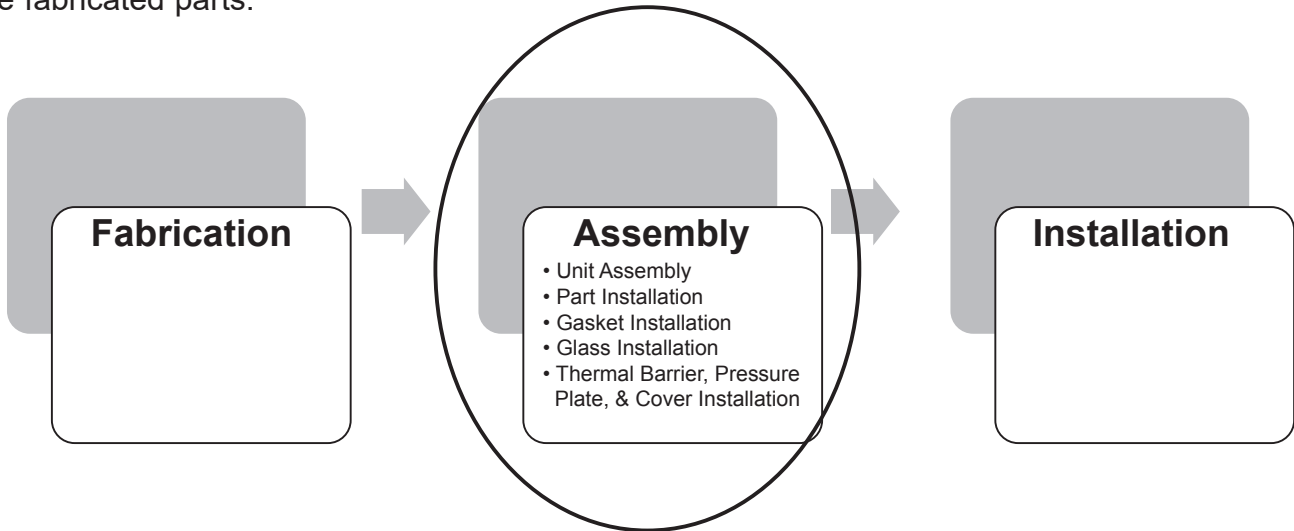 fabricated parts.
Fabrication
Assembly
• Unit Assembly
• Part Installation
• Gasket Installation
• Glass Installation
• Thermal Barrier, Pressure
Plate, & Cover Installation
Installation